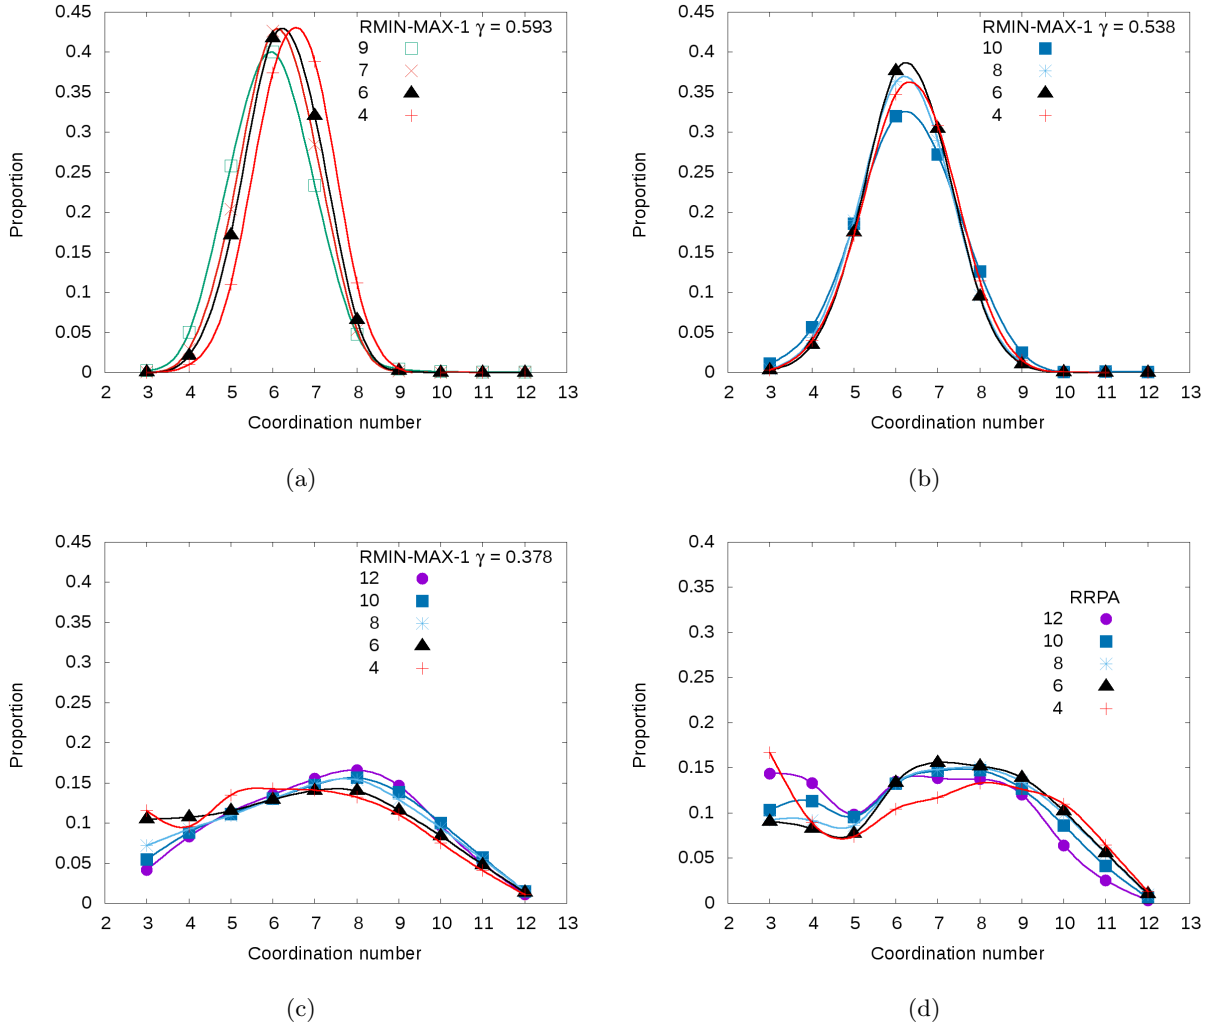 RMIN-MAX-1 γ = 0.593
9
7
6
4
0.45
0.4
0.35
0.3
0.25
0.2
0.15
0.1
0.05
0
Proportion
2 3 4 5 6 7 8 9 10 11 12 13
Coordination number
(a)
RMIN-MAX-1 γ = 0.538
10
8
6
4
0.45
0.4
0.35
0.3
0.25
0.2
0.15
0.1
0.05
0
Proportion
2 3 4 5 6 7 8 9 10 11 12 13
Coordination number
(b)
RMIN-MAX-1 γ = 0.378
12
10
8
6
4
0.45
0.4
0.35
0.3
0.25
0.2
0.15
0.1
0.05
0
Proportion
2 3 4 5 6 7 8 9 10 11 12 13
Coordination number
(c)
RRPA
12
10
8
6
4
0.4
0.35
0.3
0.25
0.2
0.15
0.1
0.05
0
Proportion
2 3 4 5 6 7 8 9 10 11 12 13
Coordination number
(d)